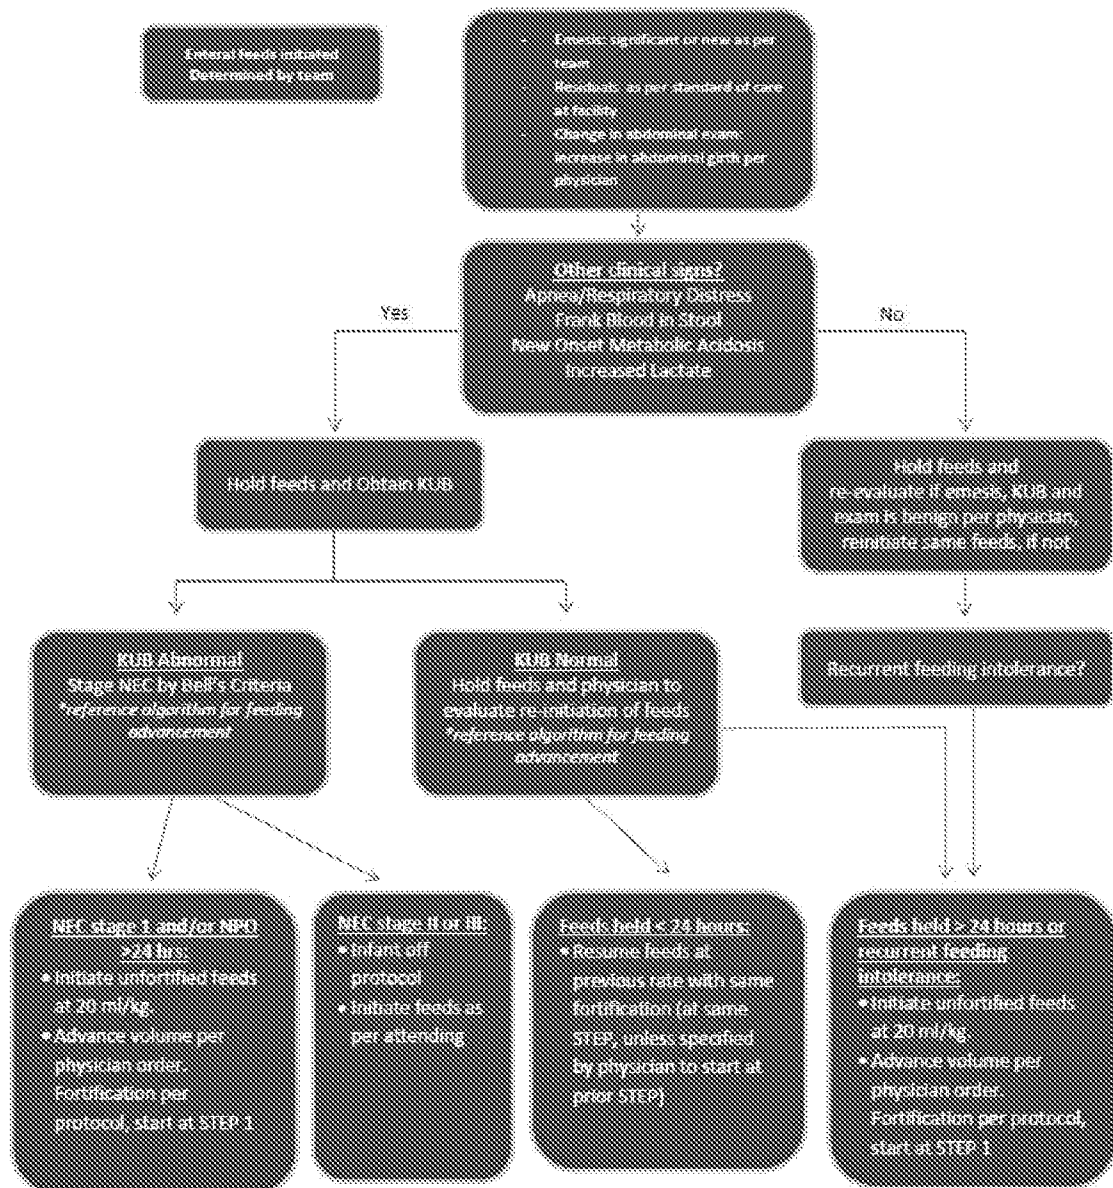 Enteral feeds initiated
Determined by team
- Emesis: significant or new as per
team
- Residuals, as per standard of care
at facility
- Change in abdominal exam
increase in abdominal girth per
physician
Other clinical signs?
Apnea/Respiratory Distress
Frank Blood in Stool
New Onset Metabolic Acidosis
Increased Lactate
Yes
No
Hold feeds and Obtain KUB
Hold feeds and
re-evaluate if emesis, KUB and
exam is benign per physician,
reinitiate same feeds, if not
KUB Abnormal
Stage NEC by Bell's Criteria
*reference algorithm for feeding
advancement
KUB Normal
Hold feeds and physician to
evaluate re-initiation of feeds
*reference algorithm for feeding
advancement
Recurrent feeding intolerance?
NEC stage 1 and/or NPO
>24 hrs:
• Initiate unfortified feeds
at 20 ml/kg.
• Advance volume per
physician order.
Fortification per
protocol, start at STEP 1
NEC stage II or III:
• Infant off
protocol
• Initiate feeds as
per attending
Feeds held < 24 hours:
• Resume feeds at
previous rate with same
fortification (at same
STEP, unless specified
by physician to start at
prior STEP)
Feeds held > 24 hours or
recurrent feeding
intolerance:
• Initiate unfortified feeds
at 20 ml/kg.
• Advance volume per
physician order.
Fortification per protocol,
start at STEP 1